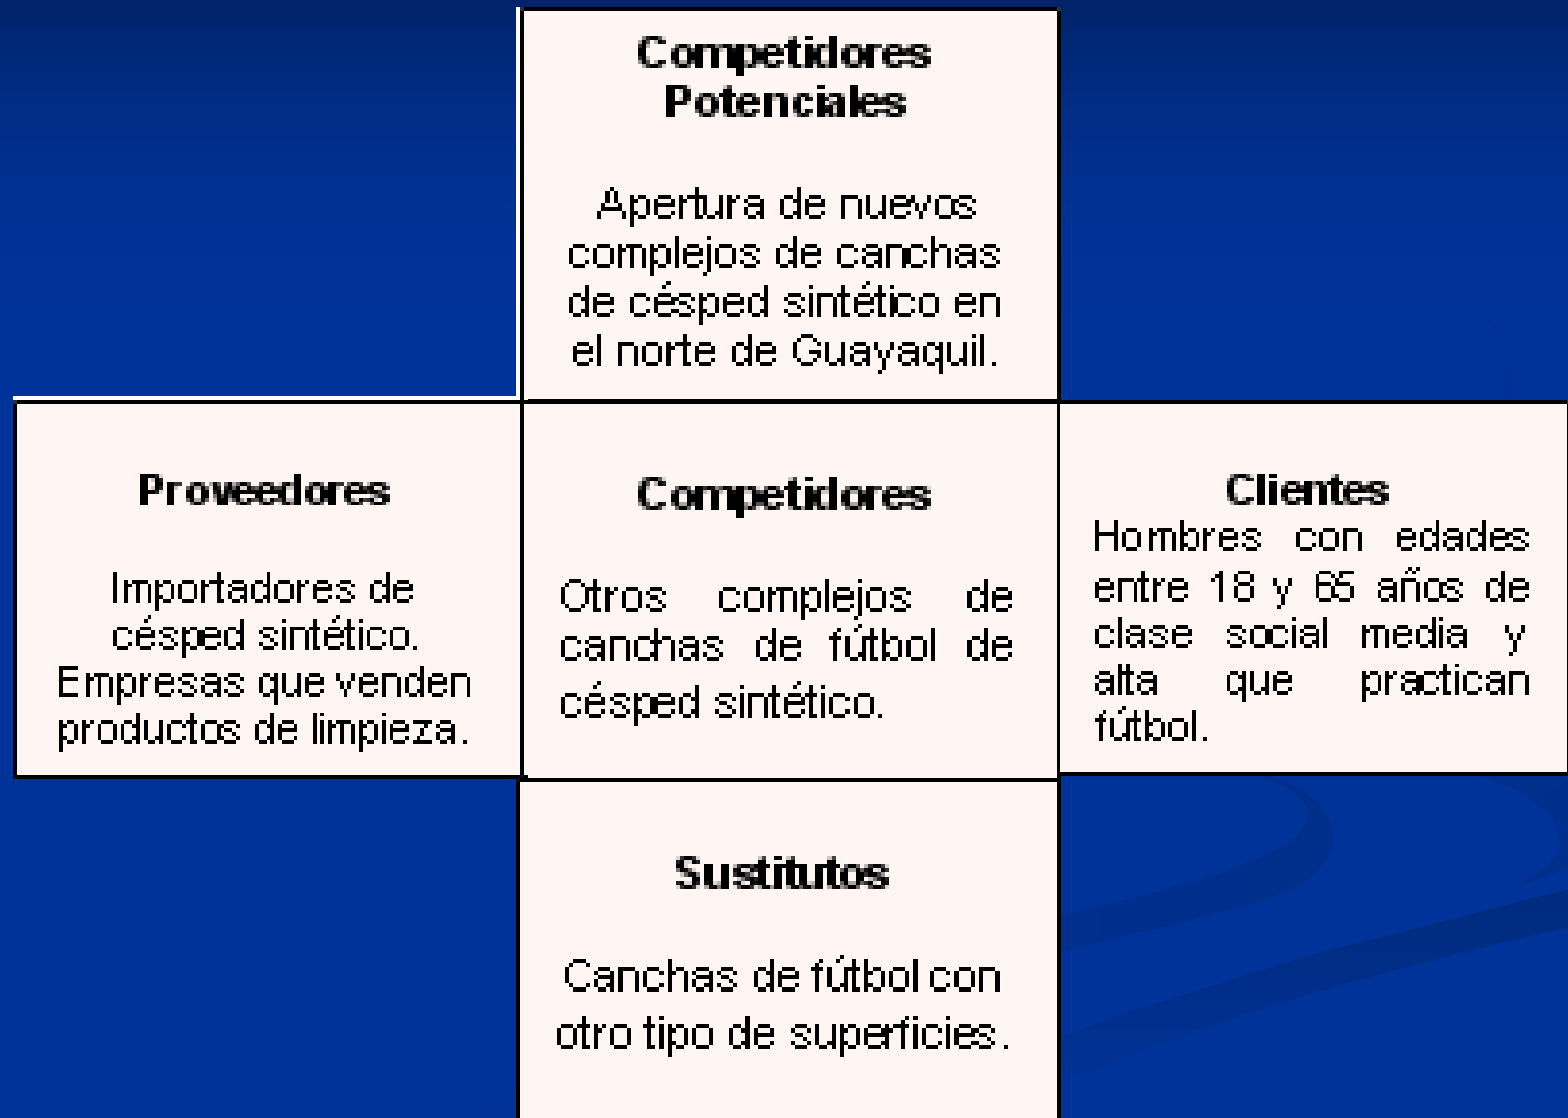 Competidores
Potenciales
Apertura de nuevos
complejos de canchas
de césped sintético en
el norte de Guayaquil.
Proveedores
Importadores de
césped sintético.
Empresas que venden
productos de limpieza.
Competidores
Otros complejos de
canchas de fútbol de
césped sintético.
Clientes
Hombres con edades
entre 18 y 65 años de
clase social media y
alta que practican
fútbol.
Sustitutos
Canchas de fútbol con
otro tipo de superficies.